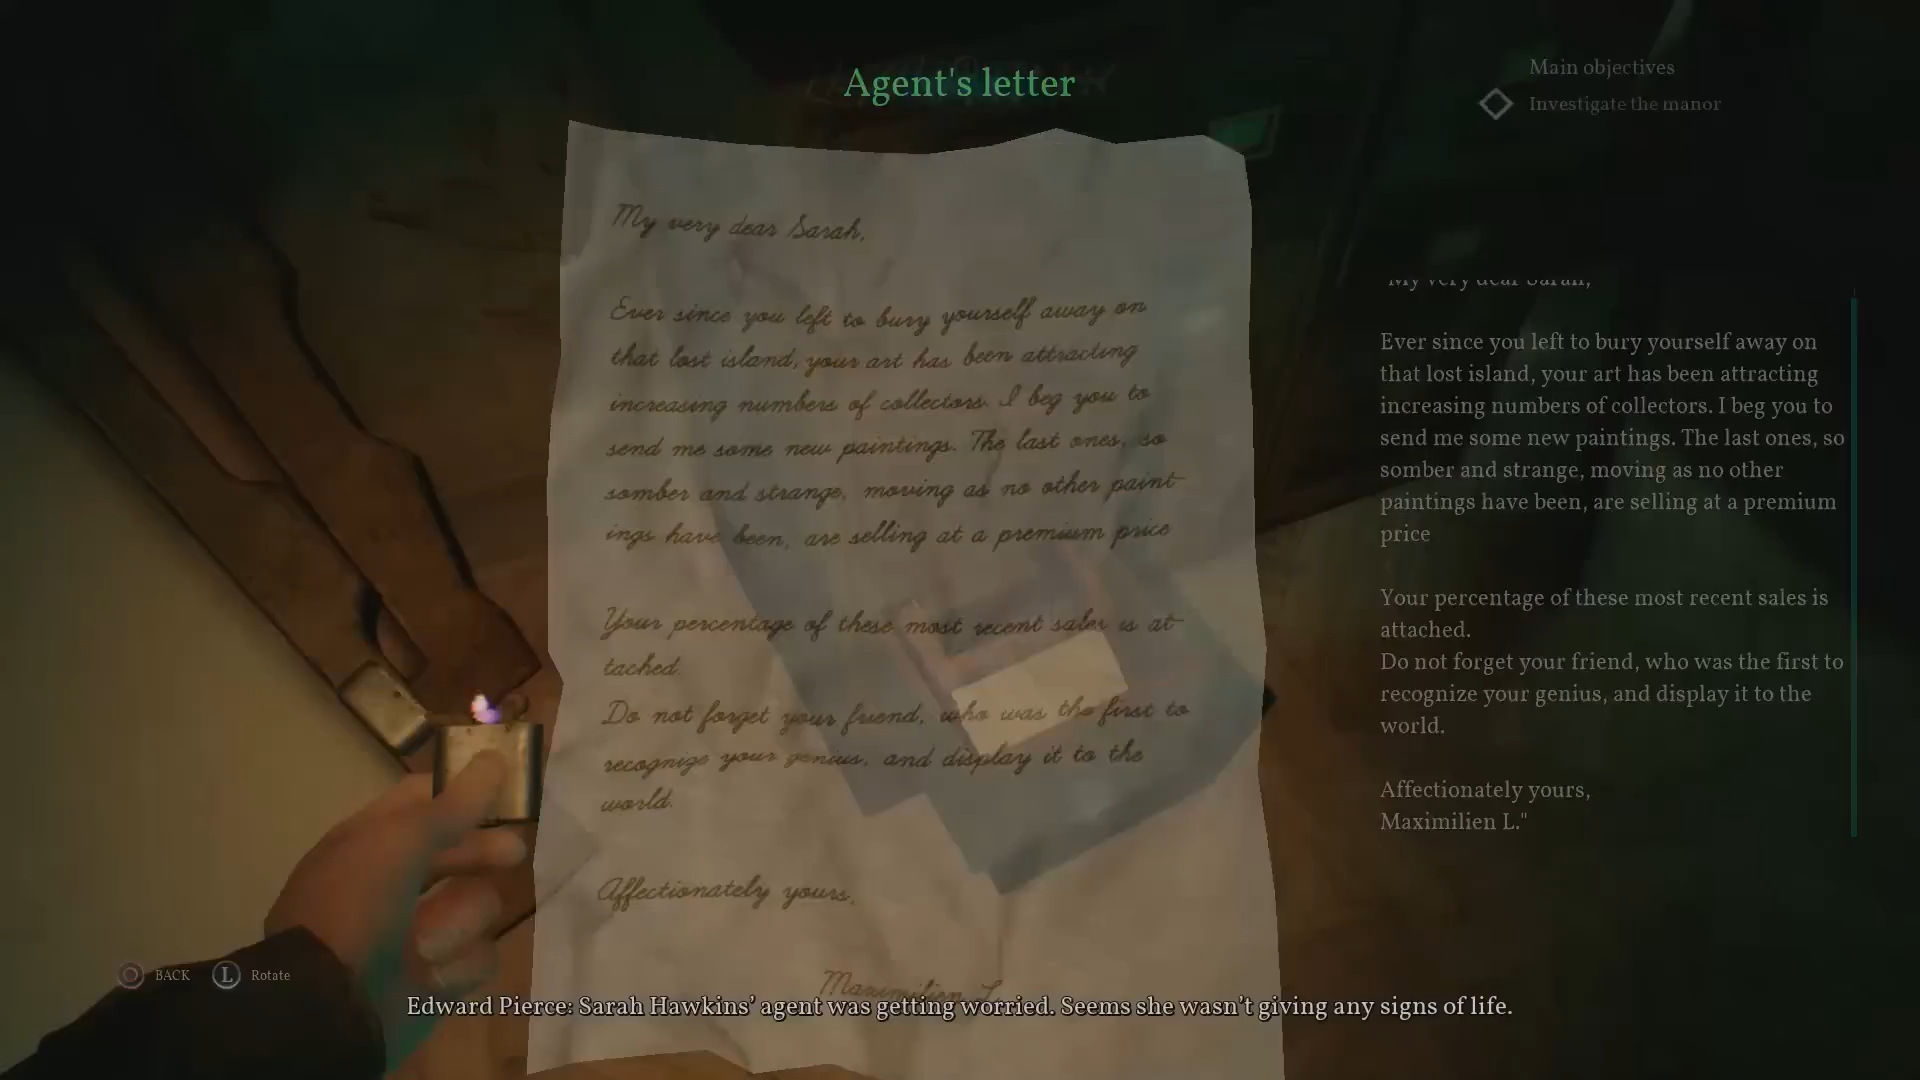 Agent's letter
Main objectives
Investigate the manor
My very dear Sarah,
Ever since you left to bury yourself away on
that lost island, your art has been attracting
increasing numbers of collectors. I beg you to
send me some new paintings. The last ones, so
somber and strange, moving as no other paint-
ings have been, are selling at a premium price
Your percentage of these most recent sales is at-
tached.
Do not forget your friend, who was the first to
recognize your genius, and display it to the
world.
Affectionately yours,
Maximilien L.
My very dear Sarah,
Ever since you left to bury yourself away on
that lost island, your art has been attracting
increasing numbers of collectors. I beg you to
send me some new paintings. The last ones, so
somber and strange, moving as no other
paintings have been, are selling at a premium
price
Your percentage of these most recent sales is
attached.
Do not forget your friend, who was the first to
recognize your genius, and display it to the
world.
Affectionately yours,
Maximilien L."
BACK
L Rotate
Edward Pierce: Sarah Hawkins' agent was getting worried. Seems she wasn't giving any signs of life.